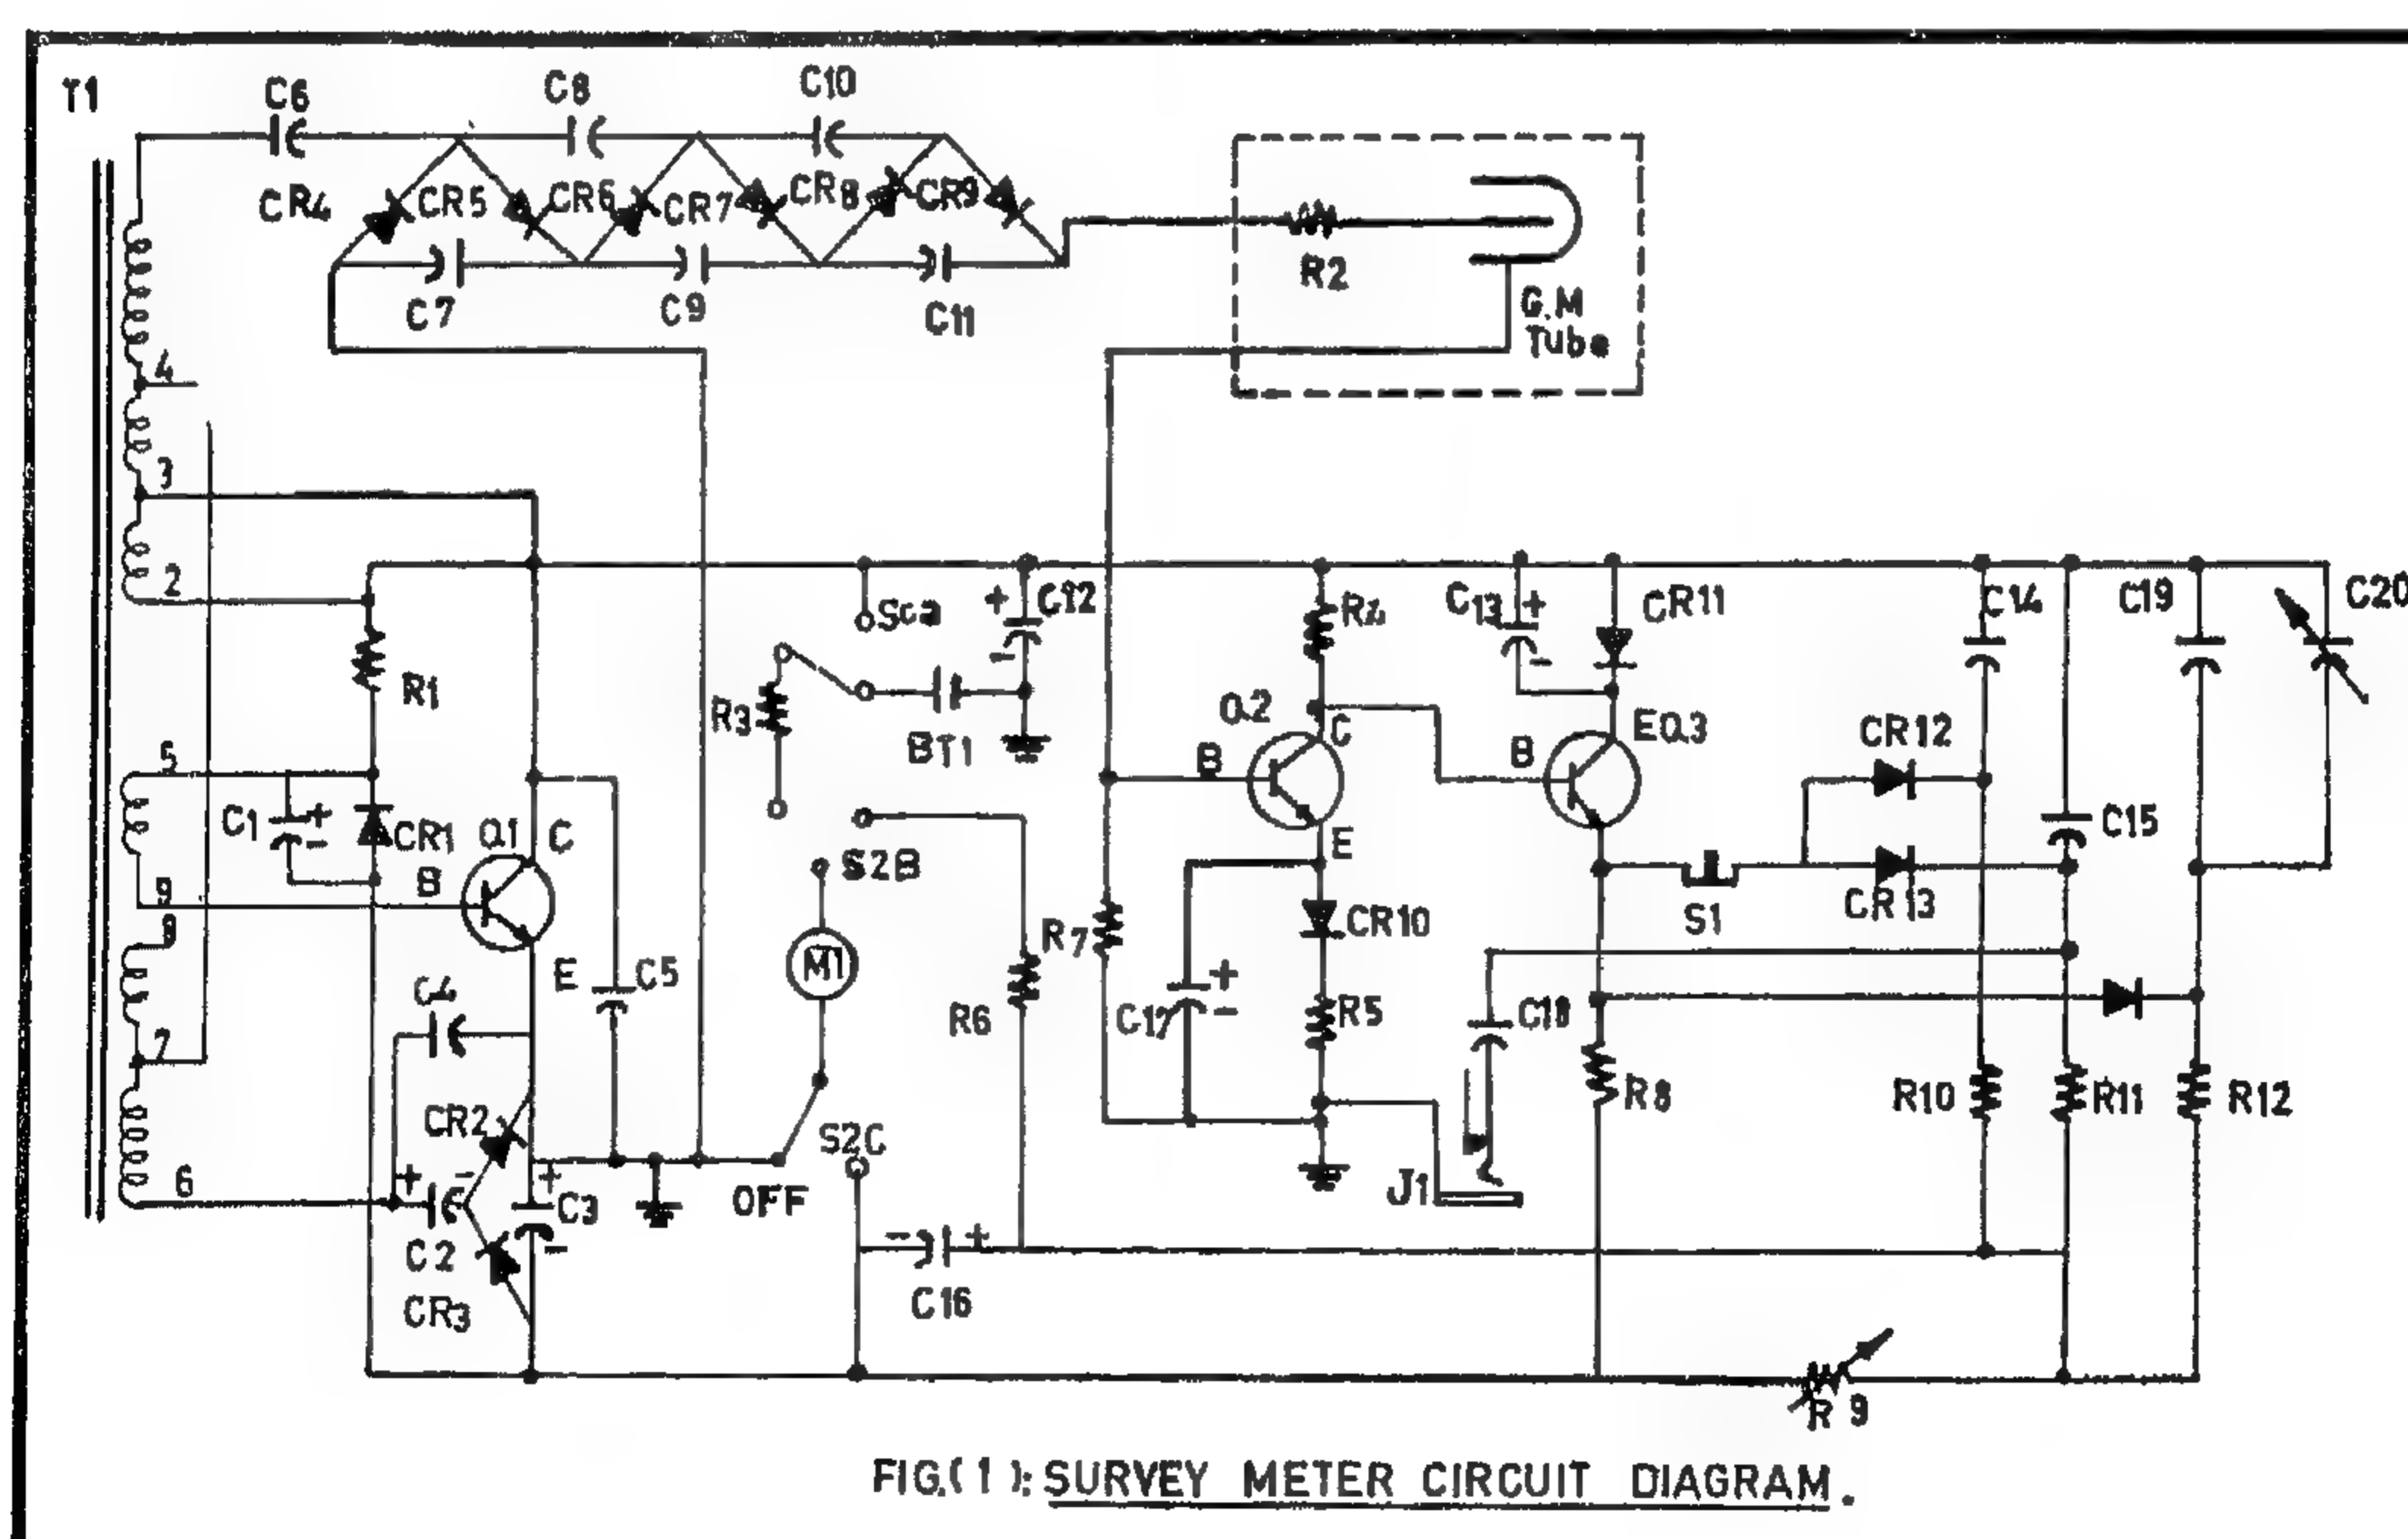 T1
C6
C8
C10
CR4
CR5
CR6
CR7
CR8
CR9
C7
C9
C11
R2
G.M
Tube
4
3
2
5
9
8
7
6
R1
C1
+
-
CR1
Q1
B
C
E
C4
C5
CR2
+
-
C2
CR3
+
C3
-
OFF
R3
BT1
+
C12
-
S2B
M1
S2C
R6
-
+
C16
R7
R4
Q2
B
C
E
CR10
C17
+
-
R5
J1
C13
+
-
CR11
B
EQ.3
S1
CR12
CR13
R8
C14
C15
C19
C20
R10
R11
R12
R9
FIG.(1): SURVEY METER CIRCUIT DIAGRAM.